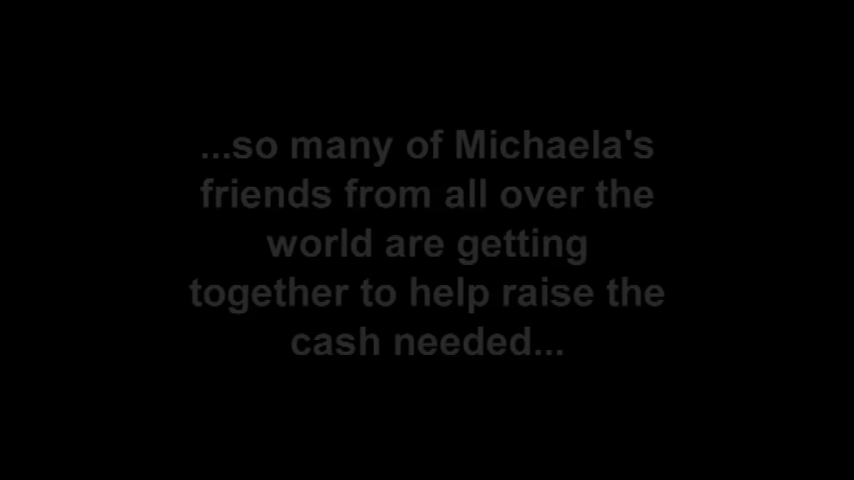 ...so many of Michaela's
friends from all over the
world are getting
together to help raise the
cash needed...